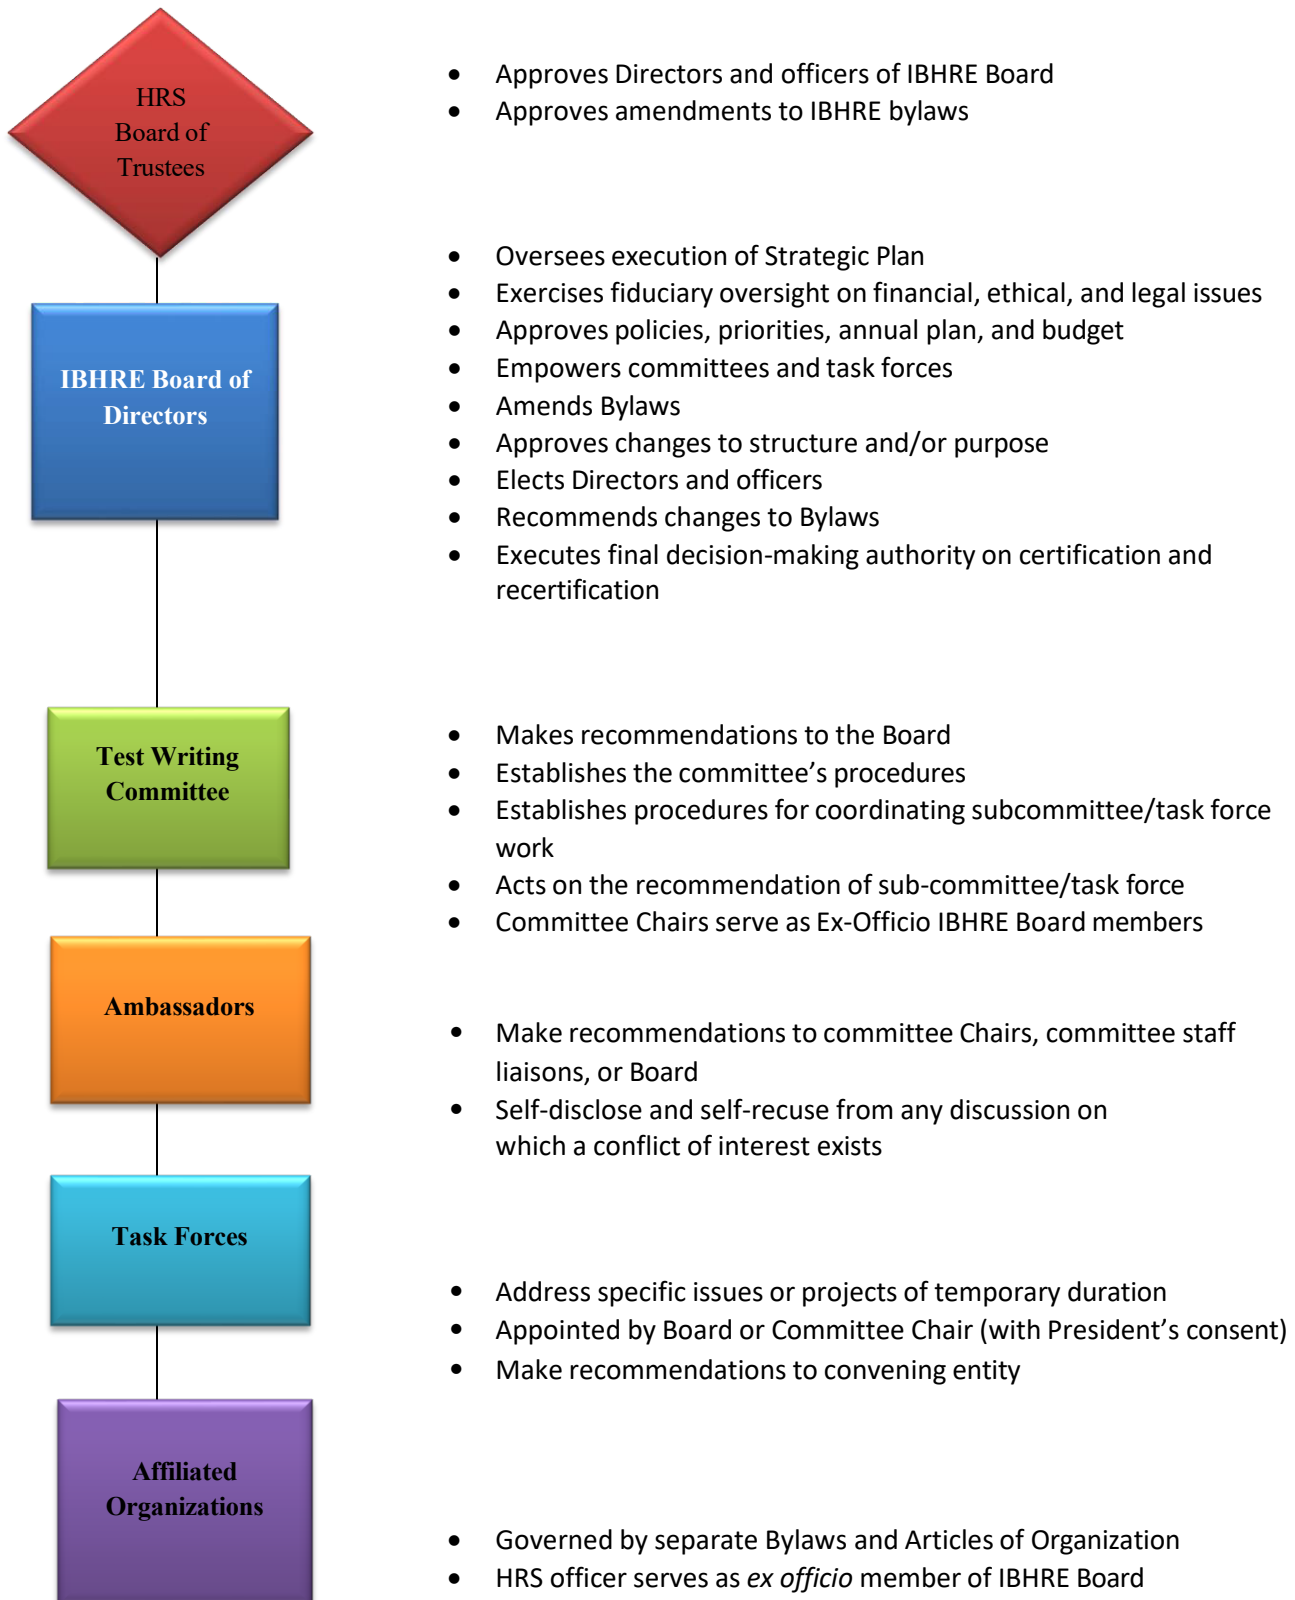 HRS
Board of
Trustees
• Approves Directors and officers of IBHRE Board
• Approves amendments to IBHRE bylaws
IBHRE Board of
Directors
• Oversees execution of Strategic Plan
• Exercises fiduciary oversight on financial, ethical, and legal issues
• Approves policies, priorities, annual plan, and budget
• Empowers committees and task forces
• Amends Bylaws
• Approves changes to structure and/or purpose
• Elects Directors and officers
• Recommends changes to Bylaws
• Executes final decision-making authority on certification and
recertification
Test Writing
Committee
• Makes recommendations to the Board
• Establishes the committee’s procedures
• Establishes procedures for coordinating subcommittee/task force
work
• Acts on the recommendation of sub-committee/task force
• Committee Chairs serve as Ex-Officio IBHRE Board members
Ambassadors
• Make recommendations to committee Chairs, committee staff
liaisons, or Board
• Self-disclose and self-recuse from any discussion on
which a conflict of interest exists
Task Forces
• Address specific issues or projects of temporary duration
• Appointed by Board or Committee Chair (with President’s consent)
• Make recommendations to convening entity
Affiliated
Organizations
• Governed by separate Bylaws and Articles of Organization
• HRS officer serves as ex officio member of IBHRE Board